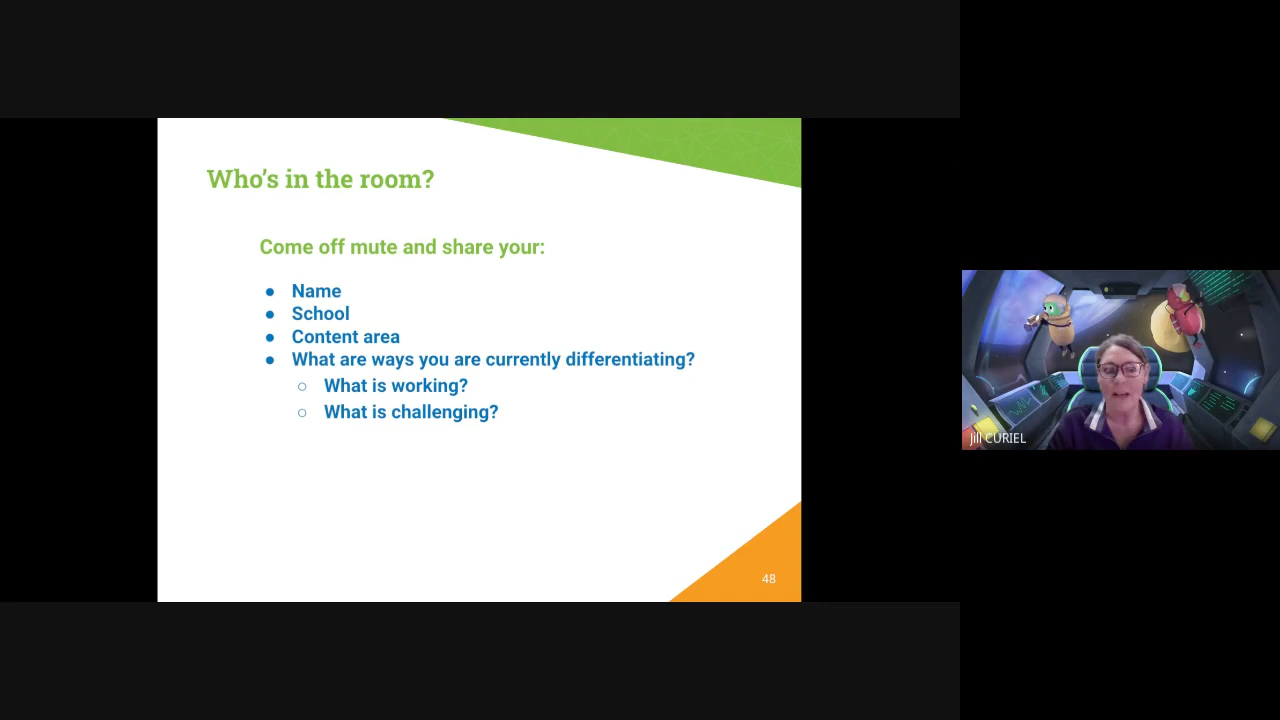 Who's in the room?
Come off mute and share your:
● Name
● School
● Content area
● What are ways you are currently differentiating?
○ What is working?
○ What is challenging?
48
Jill CURIEL